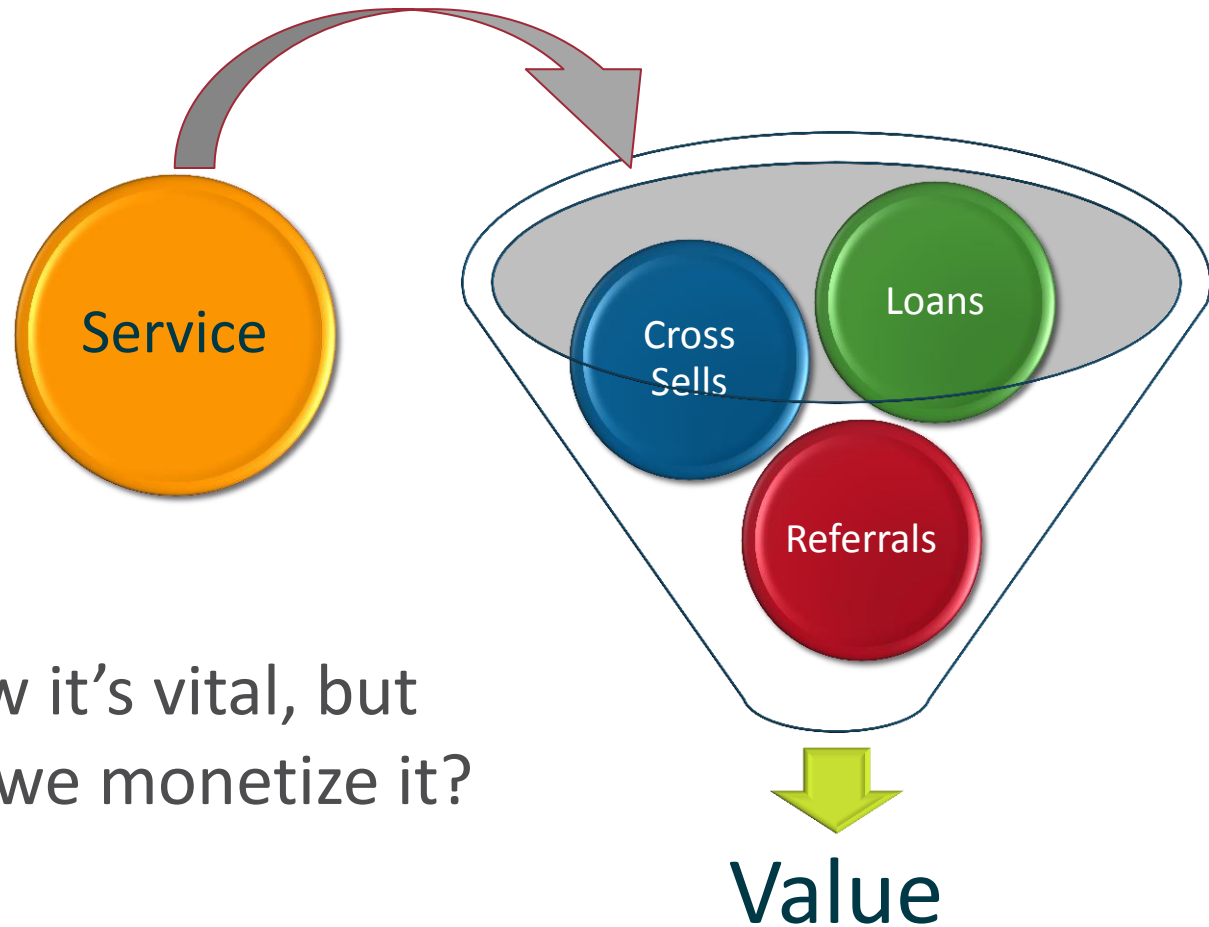 Service
Cross
Sells
Loans
Referrals
it's vital, but
we monetize it?
Value